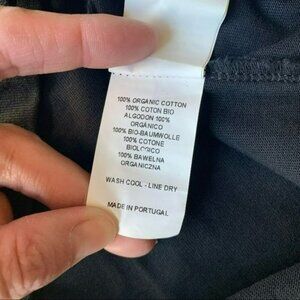 100% ORGANIC COTTON
100% COTON BIO
ALGODON 100%
ORGÁNICO
100% BIO-BAUMWOLLE
100% COTONE
BIOLOGICO
100% BAWELNA
ORGANICZNA
WASH COOL - LINE DRY
MADE IN PORTUGAL